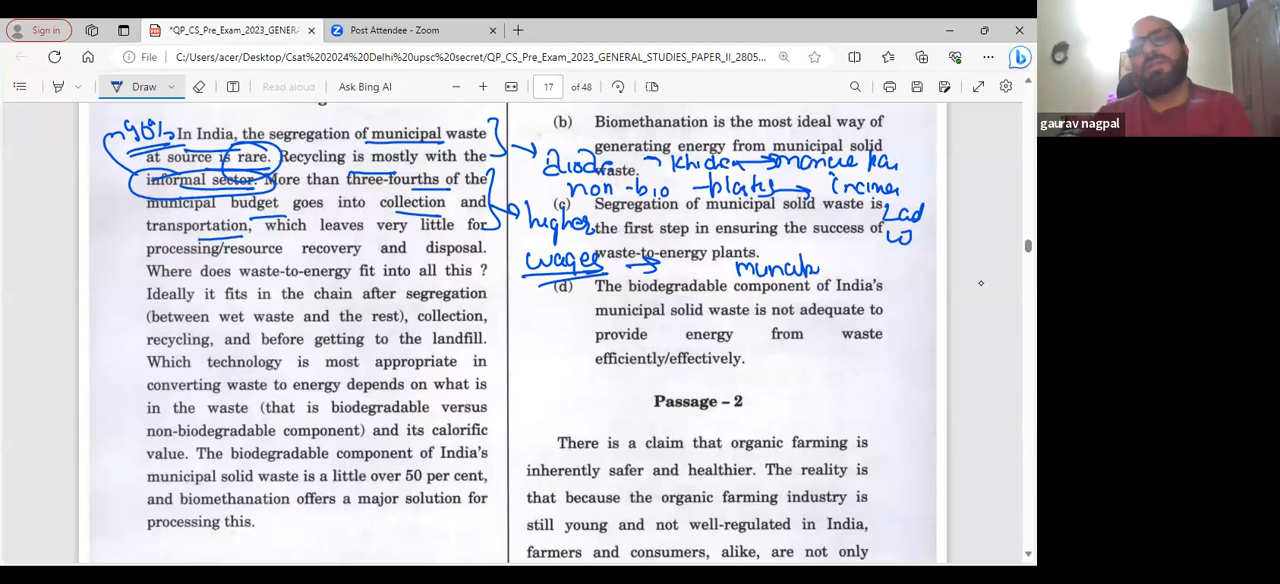 Sign in
*QP_CS_Pre_Exam_2023_GENERA
Post Attendee - Zoom
File
C:/Users/acer/Desktop/Csat%202024%20Delhi%20upsc%20secret/QP_CS_Pre_Exam_2023_GENERAL_STUDIES_PAPER_II_2805...
Draw
Read aloud
Ask Bing AI
17 of 48
gaurav nagpal
90%
In India, the segregation of municipal waste
at source is rare. Recycling is mostly with the
informal sector. More than three-fourths of the
municipal budget goes into collection and
transportation, which leaves very little for
processing/resource recovery and disposal.
Where does waste-to-energy fit into all this ?
Ideally it fits in the chain after segregation
(between wet waste and the rest), collection,
recycling, and before getting to the landfill.
Which technology is most appropriate in
converting waste to energy depends on what is
in the waste (that is biodegradable versus
non-biodegradable component) and its calorific
value. The biodegradable component of India's
municipal solid waste is a little over 50 per cent,
and biomethanation offers a major solution for
processing this.
(b) Biomethanation is the most ideal way of
generating energy from municipal solid
waste.
non-bio
(c) Segregation of municipal solid waste is
the first step in ensuring the success of
waste-to-energy plants.
higher
wages
(d) The biodegradable component of India's
municipal solid waste is not adequate to
provide energy from waste
efficiently/effectively.
Passage – 2
There is a claim that organic farming is
inherently safer and healthier. The reality is
that because the organic farming industry is
still young and not well-regulated in India,
farmers and consumers, alike, are not only